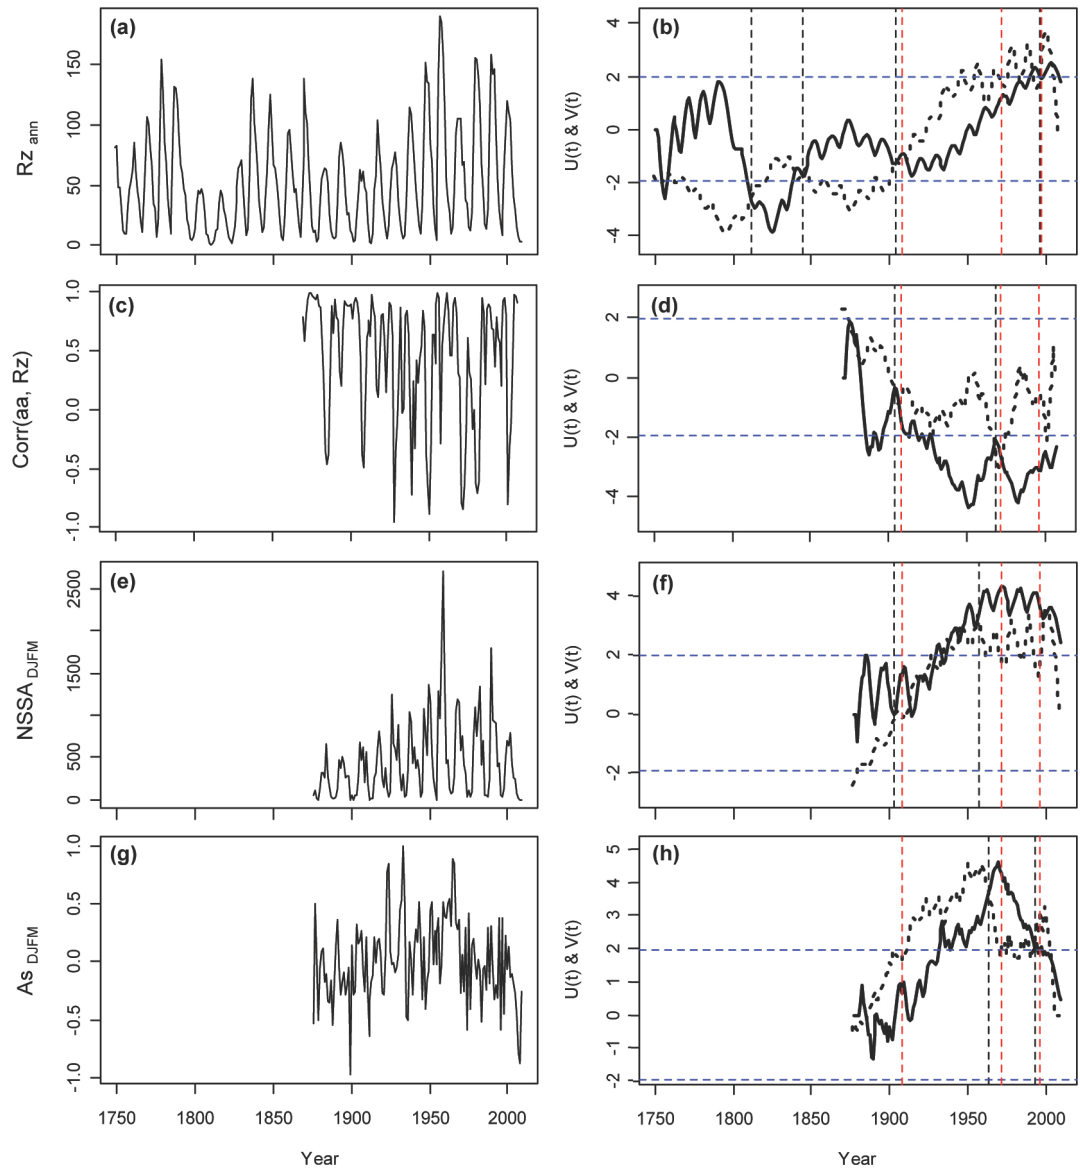 (a)
Rz ann
0
50
100
150
(b)
U(t) & V(t)
-4
-2
0
2
4
(c)
Corr(aa, Rz)
-1.0
-0.5
0.0
0.5
1.0
(d)
U(t) & V(t)
-4
-2
0
2
(e)
NSSA DJFM
0
500
1500
2500
(f)
U(t) & V(t)
-2
0
2
4
(g)
As DJFM
-1.0
-0.5
0.0
0.5
1.0
(h)
U(t) & V(t)
-2
-1
0
1
2
3
4
5
1750 1800 1850 1900 1950 2000
1750 1800 1850 1900 1950 2000
Year
Year